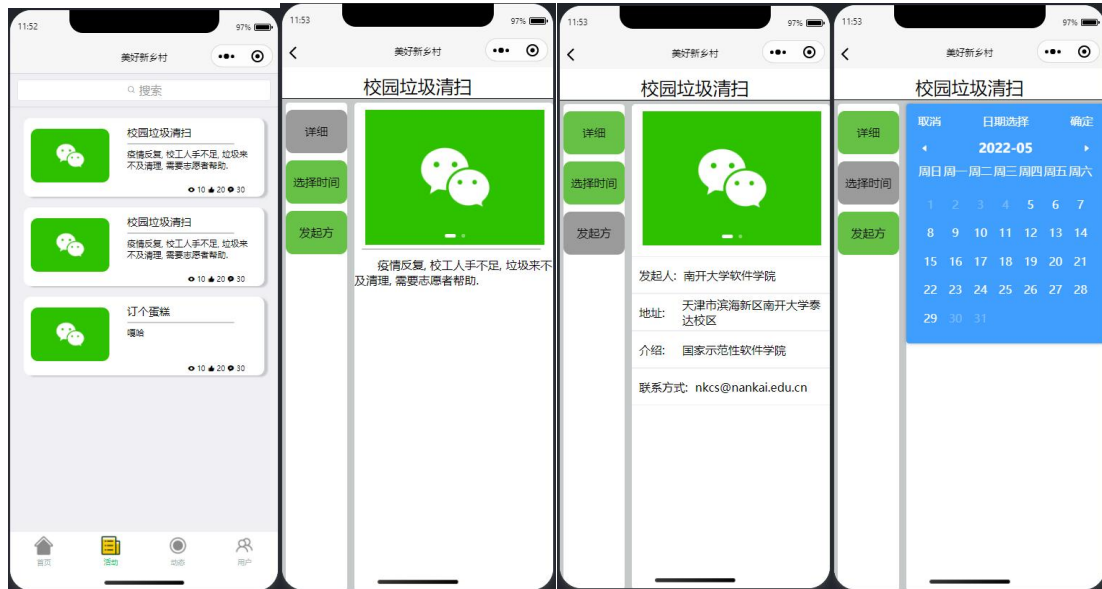 11:52
97%
美好新乡村
搜索
校园垃圾清扫
疫情反复, 校工人手不足, 垃圾来
不及清理, 需要志愿者帮助.
10 20 30
校园垃圾清扫
疫情反复, 校工人手不足, 垃圾来
不及清理, 需要志愿者帮助.
10 20 30
订个蛋糕
嘎哈
10 20 30
首页 活动 动态 用户
11:53
97%
美好新乡村
校园垃圾清扫
详细
选择时间
发起方
疫情反复, 校工人手不足, 垃圾来不
及清理, 需要志愿者帮助.
11:53
97%
美好新乡村
校园垃圾清扫
详细
选择时间
发起方
发起人: 南开大学软件学院
地址: 天津市滨海新区南开大学泰
达校区
介绍: 国家示范性软件学院
联系方式: nkcs@nankai.edu.cn
11:53
97%
美好新乡村
校园垃圾清扫
详细
选择时间
发起方
取消 日期选择 确定
2022-05
周日 周一 周二 周三 周四 周五 周六
1 2 3 4 5 6 7
8 9 10 11 12 13 14
15 16 17 18 19 20 21
22 23 24 25 26 27 28
29 30 31